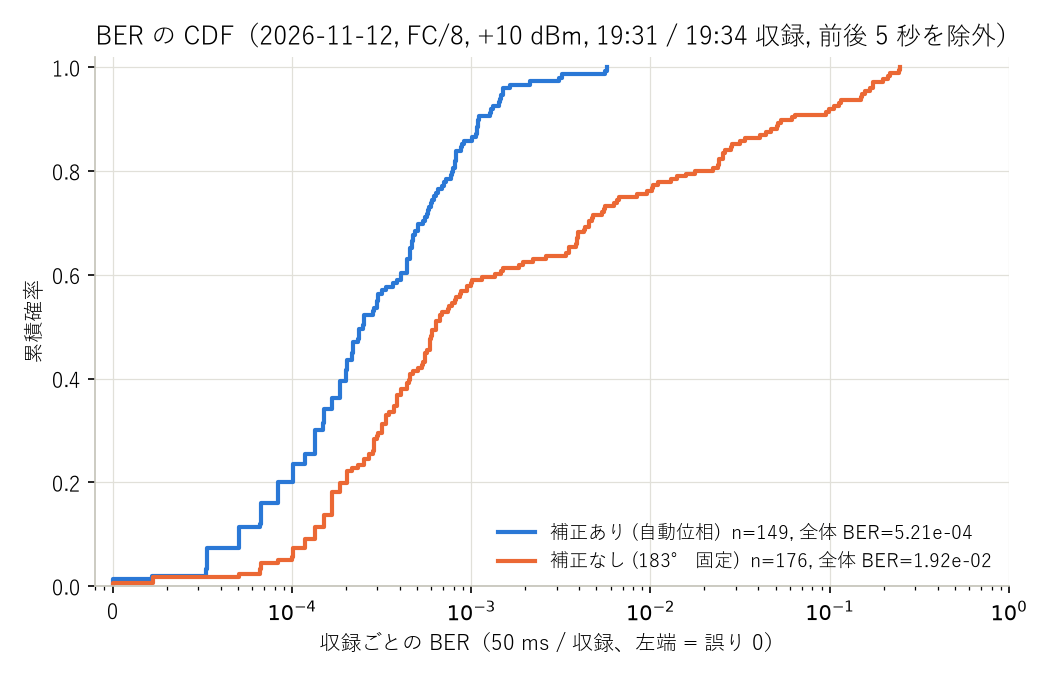 BER の CDF（2026-11-12, FC/8, +10 dBm, 19:31 / 19:34 収録, 前後 5 秒を除外）
累積確率
1.0
0.8
0.6
0.4
0.2
0.0
補正あり (自動位相) n=149, 全体 BER=5.21e-04
補正なし (183° 固定) n=176, 全体 BER=1.92e-02
0
10⁻⁴
10⁻³
10⁻²
10⁻¹
10⁰
収録ごとの BER（50 ms / 収録、左端 = 誤り 0）